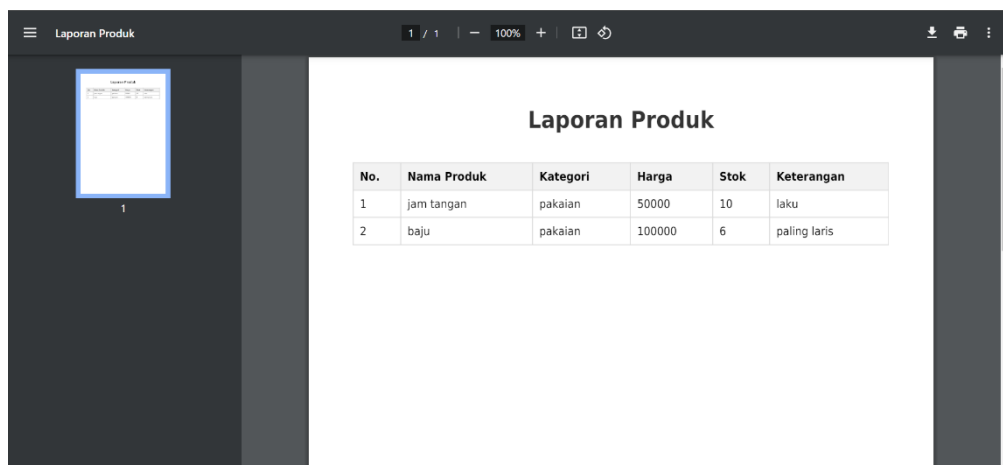 Laporan Produk
1 / 1
100%
1
Laporan Produk
No. Nama Produk Kategori Harga Stok Keterangan
1 jam tangan pakaian 50000 10 laku
2 baju pakaian 100000 6 paling laris